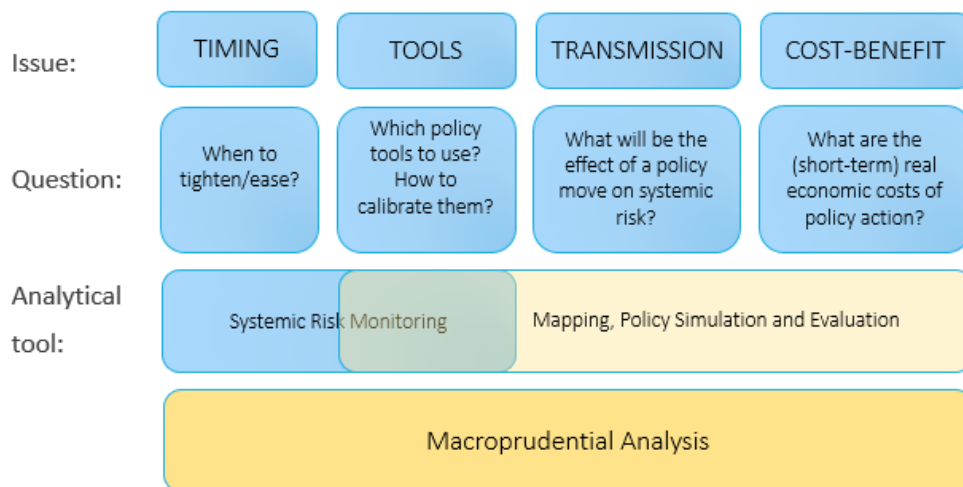 Issue:
TIMING
TOOLS
TRANSMISSION
COST-BENEFIT
Question:
When to
tighten/ease?
Which policy
tools to use?
How to
calibrate them?
What will be the
effect of a policy
move on systemic
risk?
What are the
(short-term) real
economic costs of
policy action?
Analytical
tool:
Systemic Risk Monitoring
Mapping, Policy Simulation and Evaluation
Macroprudential Analysis